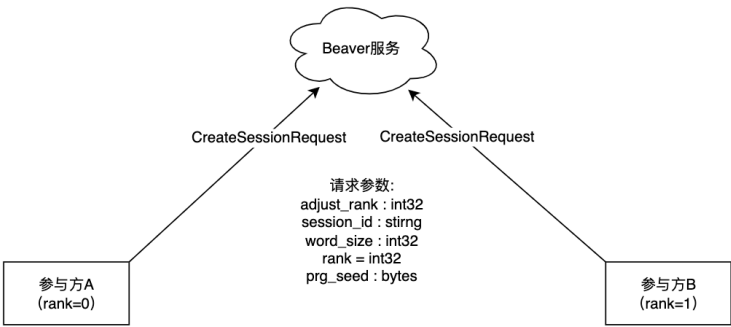 Beaver服务
CreateSessionRequest
CreateSessionRequest
请求参数:
adjust_rank : int32
session_id : stirng
word_size : int32
rank = int32
prg_seed : bytes
参与方A
（rank=0）
参与方B
（rank=1）